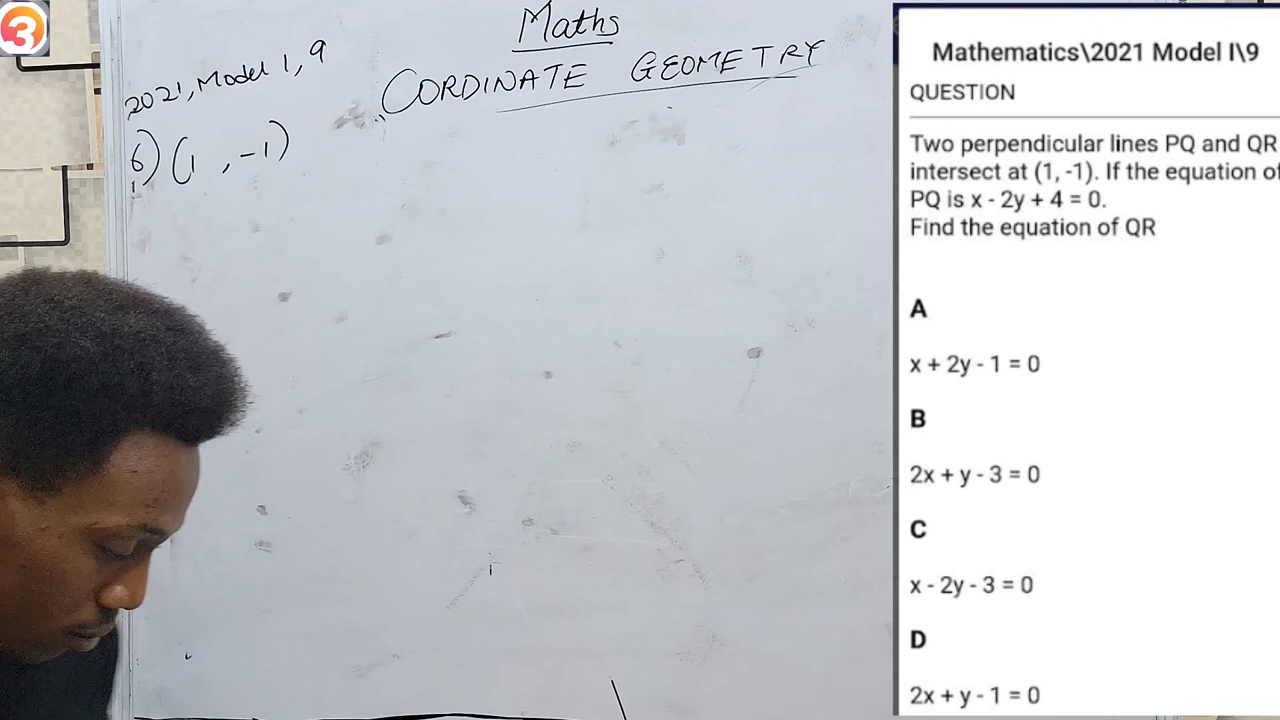 3
Maths
2021, Model 1, 9
CORDINATE GEOMETRY
6) (1 , -1)
Mathematics\2021 Model I\9
QUESTION
Two perpendicular lines PQ and QR
intersect at (1, -1). If the equation of
PQ is x - 2y + 4 = 0.
Find the equation of QR
A
x + 2y - 1 = 0
B
2x + y - 3 = 0
C
x - 2y - 3 = 0
D
2x + y - 1 = 0